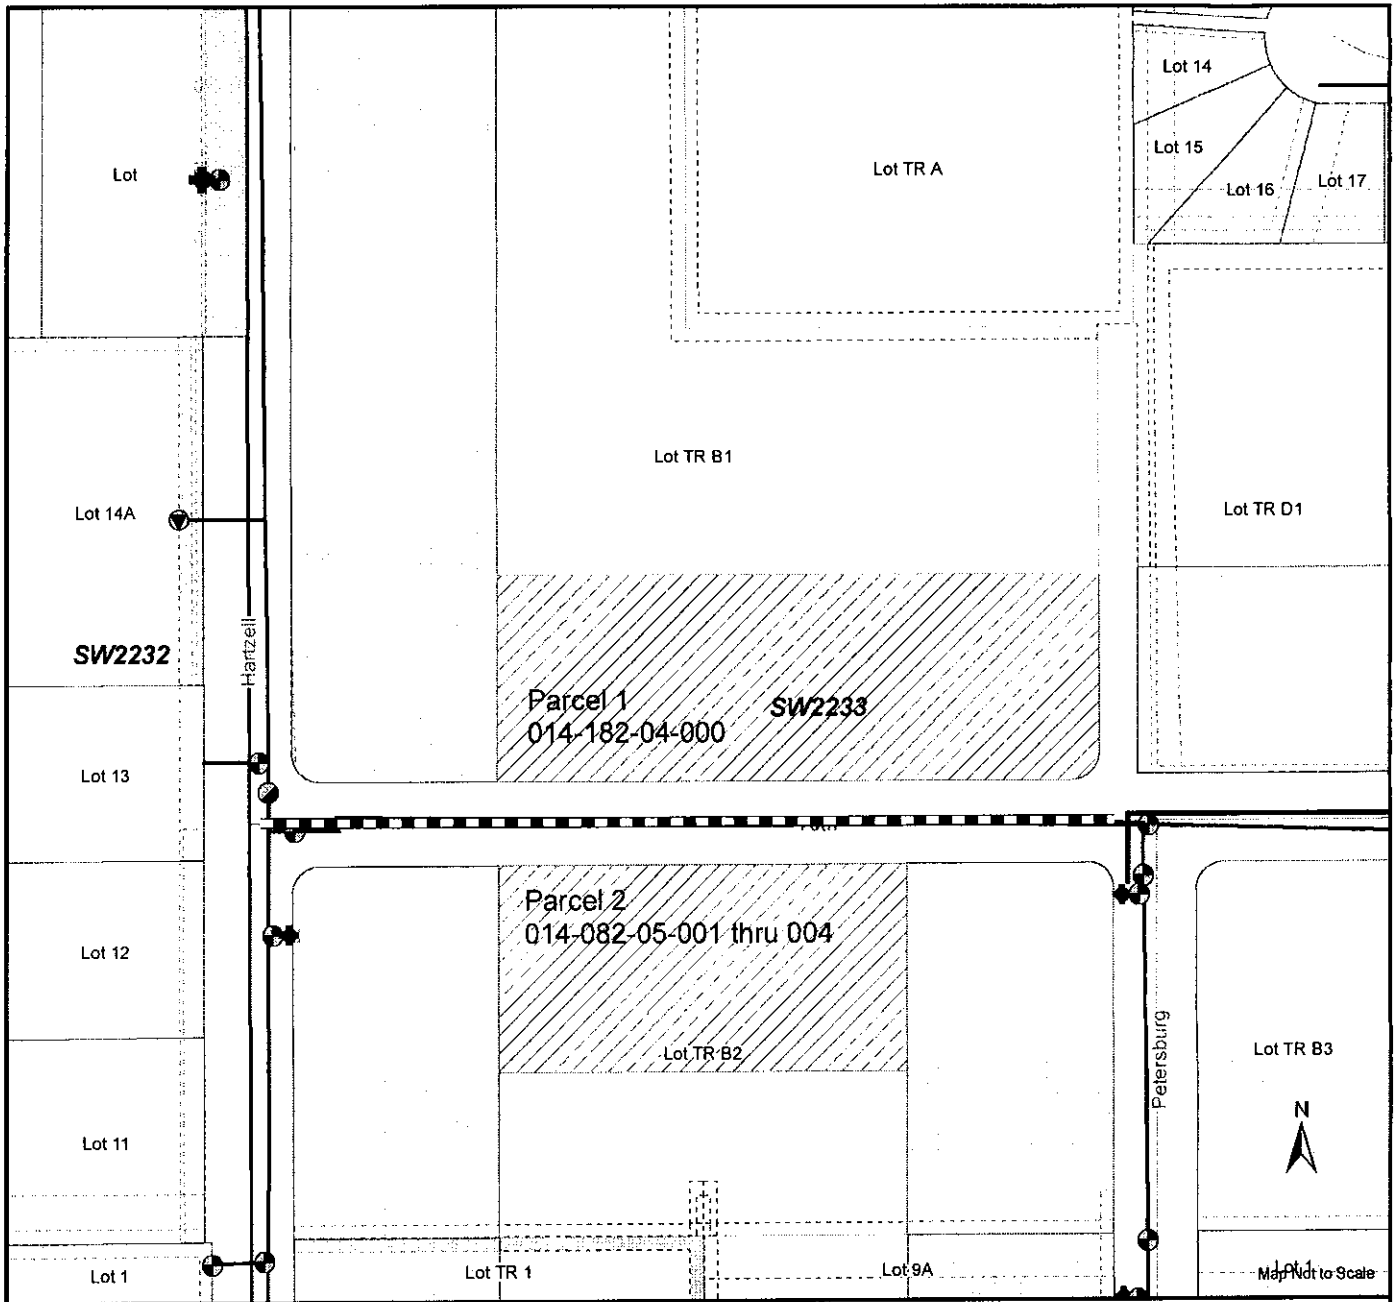 Lot 14
Lot 15
Lot 16
Lot 17
Lot
Lot TR A
Lot TR B1
Lot 14A
Lot TR D1
Hartzell
SW2232
Parcel 1
014-182-04-000
SW2233
Lot 13
Parcel 2
014-082-05-001 thru 004
Lot 12
Lot TR B2
Petersburg
Lot TR B3
N
Lot 11
Lot 1
Lot TR 1
Lot 9A
Lot 1
Map Not to Scale